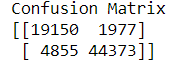 Confusion Matrix
[[19150  1977]
 [ 4855 44373]]